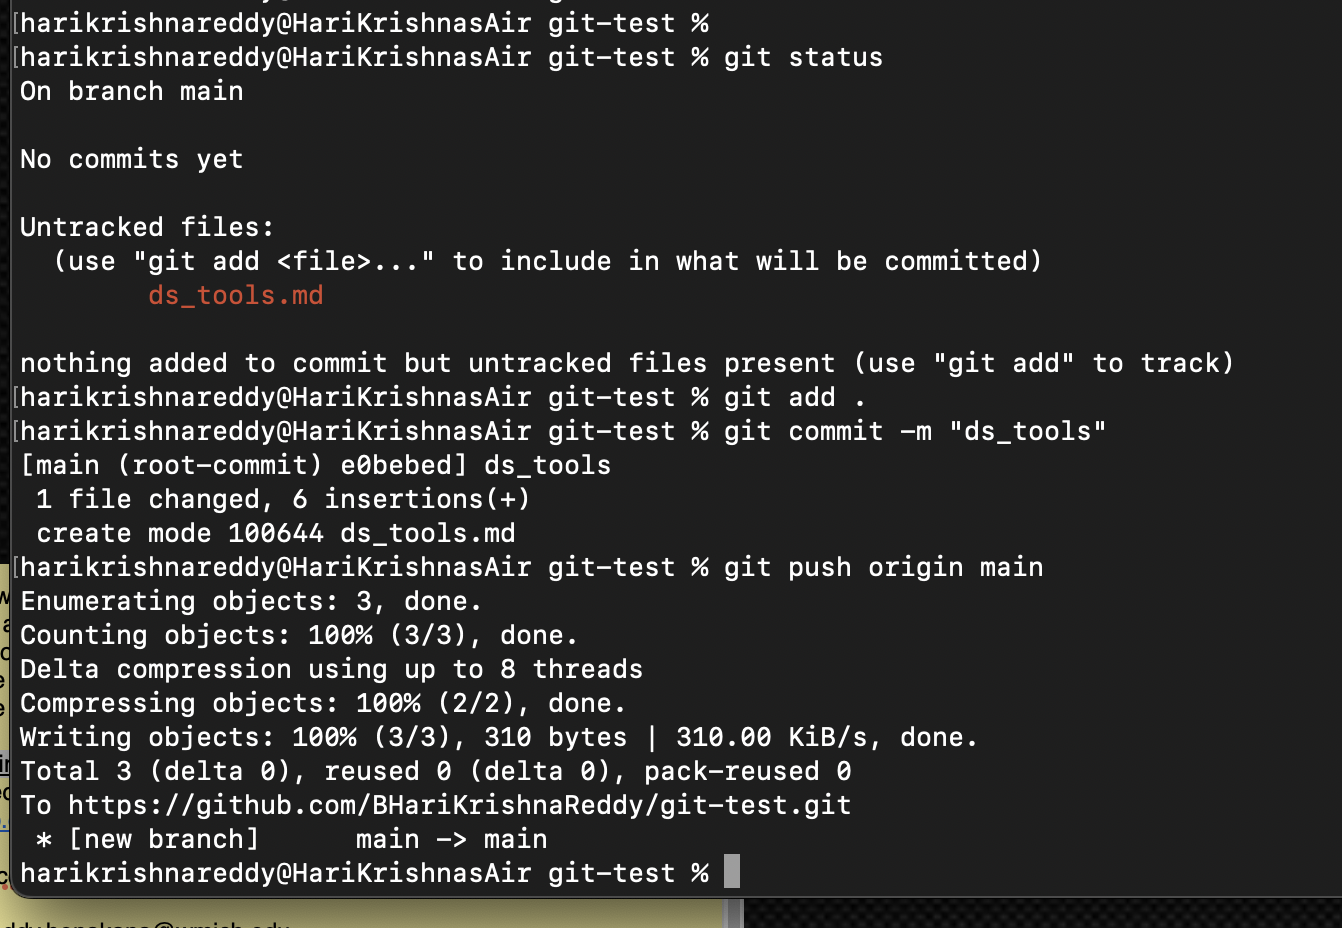 harikrishnareddy@HariKrishnasAir git-test %
harikrishnareddy@HariKrishnasAir git-test % git status
On branch main
No commits yet
Untracked files:
(use "git add <file>..." to include in what will be committed)
ds_tools.md
nothing added to commit but untracked files present (use "git add" to track)
harikrishnareddy@HariKrishnasAir git-test % git add .
harikrishnareddy@HariKrishnasAir git-test % git commit -m "ds_tools"
[main (root-commit) e0bebed] ds_tools
1 file changed, 6 insertions(+)
create mode 100644 ds_tools.md
harikrishnareddy@HariKrishnasAir git-test % git push origin main
Enumerating objects: 3, done.
Counting objects: 100% (3/3), done.
Delta compression using up to 8 threads
Compressing objects: 100% (2/2), done.
Writing objects: 100% (3/3), 310 bytes | 310.00 KiB/s, done.
Total 3 (delta 0), reused 0 (delta 0), pack-reused 0
To https://github.com/BHariKrishnaReddy/git-test.git
* [new branch] main -> main
harikrishnareddy@HariKrishnasAir git-test %